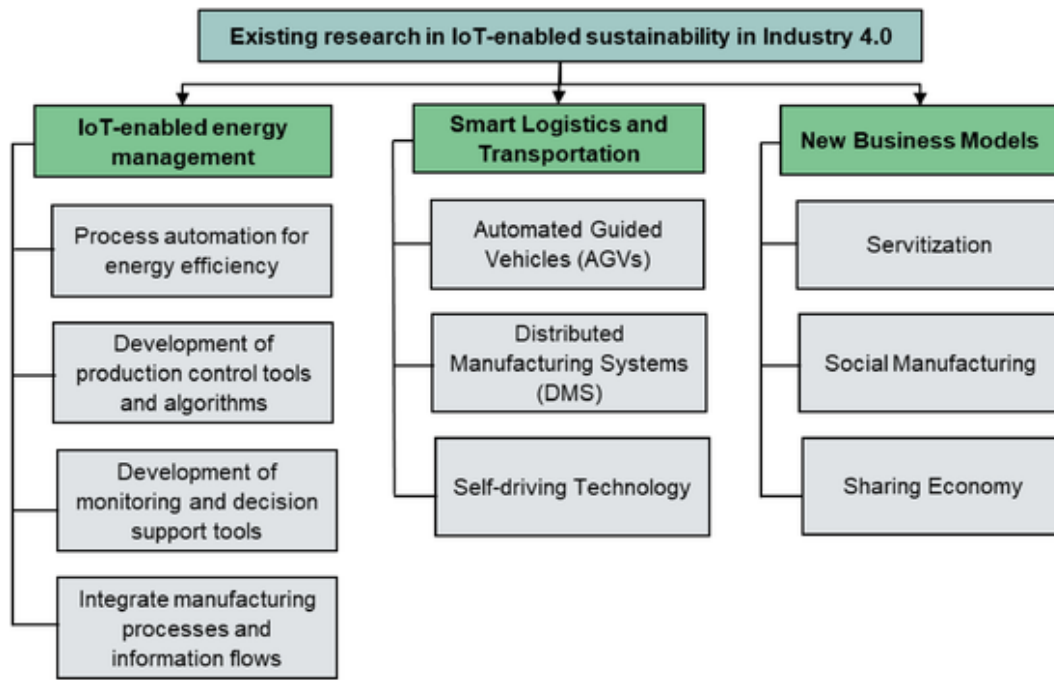 Existing research in IoT-enabled sustainability in Industry 4.0
IoT-enabled energy
management
Process automation for
energy efficiency
Development of
production control tools
and algorithms
Development of
monitoring and decision
support tools
Integrate manufacturing
processes and
information flows
Smart Logistics and
Transportation
Automated Guided
Vehicles (AGVs)
Distributed
Manufacturing Systems
(DMS)
Self-driving Technology
New Business Models
Servitization
Social Manufacturing
Sharing Economy